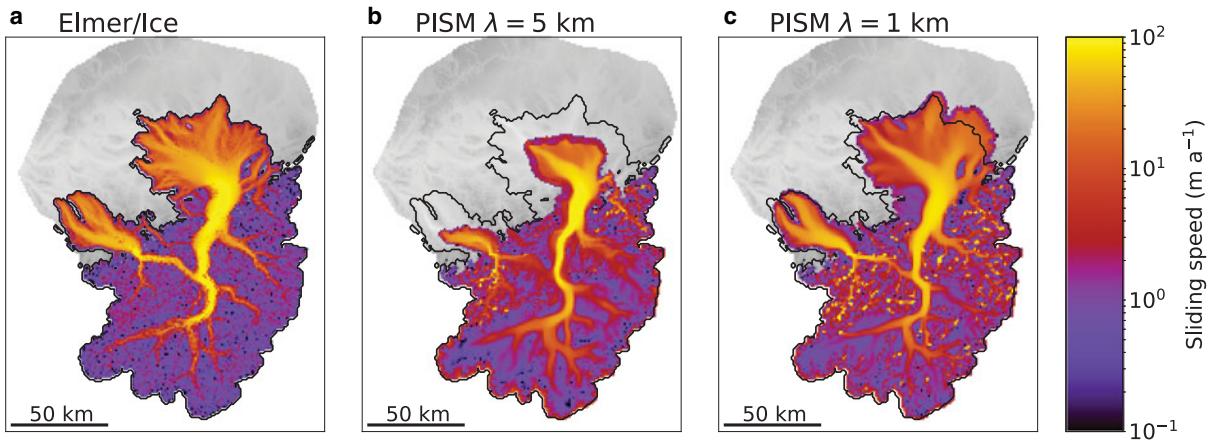 a Elmer/Ice
b PISM λ = 5 km
c PISM λ = 1 km
50 km
50 km
50 km
10²
10¹
10⁰
10⁻¹
Sliding speed (m a⁻¹)